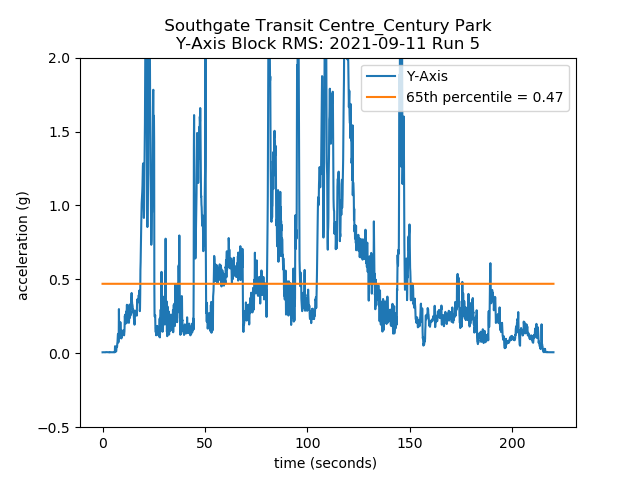 Southgate Transit Centre_Century Park
Y-Axis Block RMS: 2021-09-11 Run 5
Y-Axis
65th percentile = 0.47
acceleration (g)
2.0
1.5
1.0
0.5
0.0
−0.5
0 50 100 150 200
time (seconds)